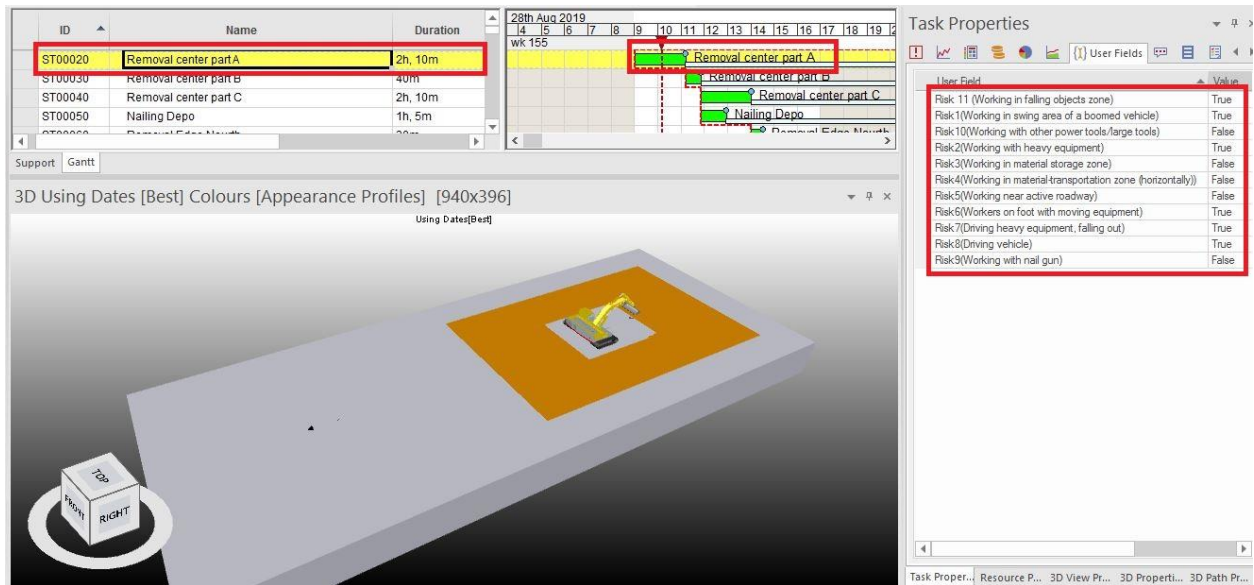 ID Name Duration
ST00020 Removal center part A 2h, 10m
ST00030 Removal center part B 40m
ST00040 Removal center part C 2h, 10m
ST00050 Nailing Depo 1h, 5m
Support Gantt
28th Aug 2019
4 5 6 7 8 9 10 11 12 13 14 15 16 17 18 19
wk 155
Removal center part A
Removal center part B
Removal center part C
Nailing Depo
Removal Edge Nourth
3D Using Dates [Best] Colours [Appearance Profiles] [940x396]
Using Dates[Best]
TOP
FRONT
RIGHT
Task Properties
{I} User Fields
User Field Value
Risk 11 (Working in falling objects zone) True
Risk1(Working in swing area of a boomed vehicle) True
Risk10(Working with other power tools/large tools) False
Risk2(Working with heavy equipment) True
Risk3(Working in material storage zone) False
Risk4(Working in material-transportation zone (horizontally)) False
Risk5(Working near active roadway) False
Risk6(Workers on foot with moving equipment) True
Risk7(Driving heavy equipment, falling out) True
Risk8(Driving vehicle) True
Risk9(Working with nail gun) False
Task Proper... Resource P... 3D View Pr... 3D Properti... 3D Path Pr...